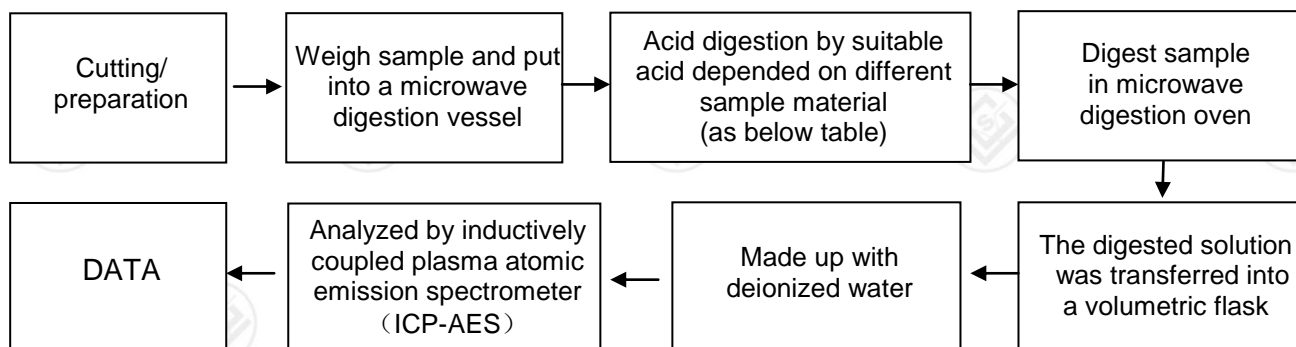 Cutting/
preparation
Weigh sample and put
into a microwave
digestion vessel
Acid digestion by suitable
acid depended on different
sample material
(as below table)
Digest sample
in microwave
digestion oven
The digested solution
was transferred into
a volumetric flask
Made up with
deionized water
Analyzed by inductively
coupled plasma atomic
emission spectrometer
（ICP-AES）
DATA